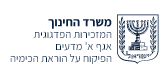 משרד החינוך
המזכירות הפדגוגית
אגף א' מדעים
הפיקוח על הוראת הכימיה